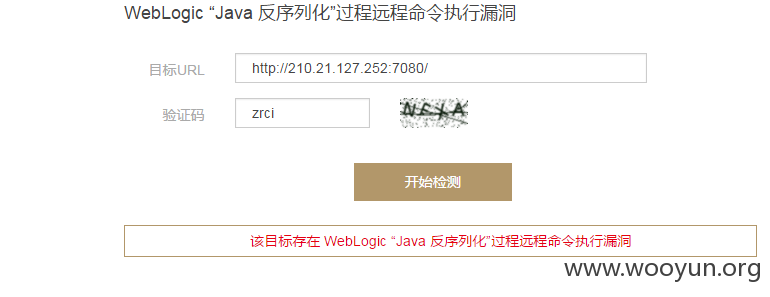 WebLogic “Java 反序列化”过程远程命令执行漏洞
目标URL http://210.21.127.252:7080/
验证码 zrci
开始检测
该目标存在 WebLogic “Java 反序列化”过程远程命令执行漏洞
www.wooyun.org